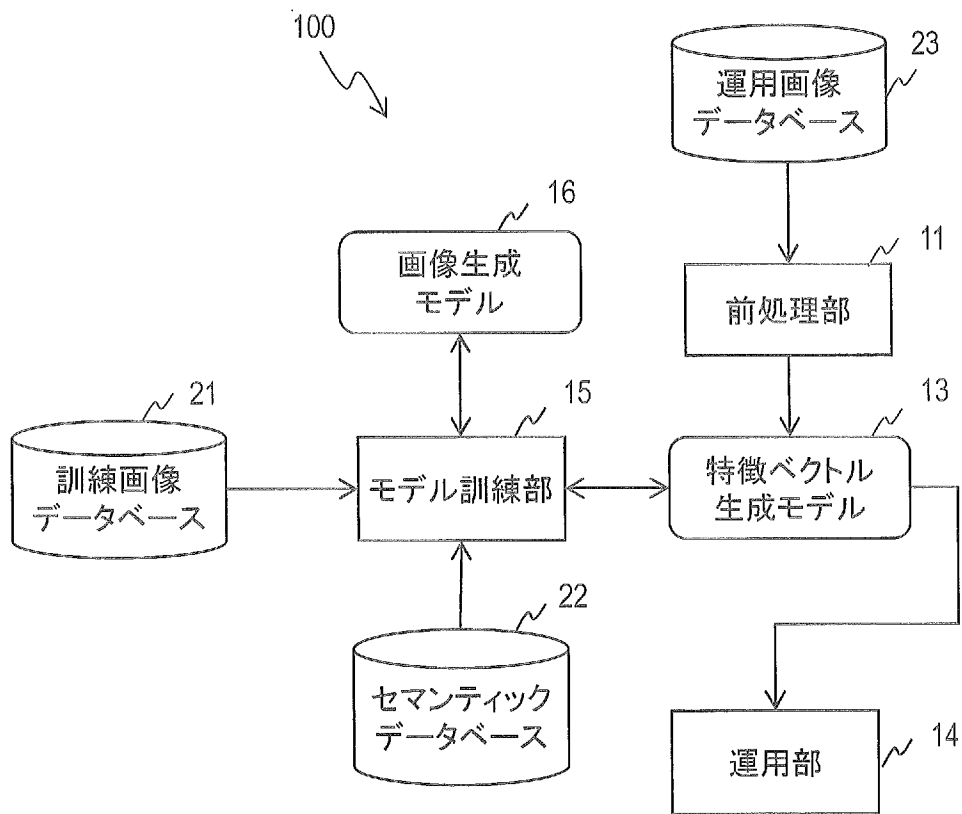 100
23
運用画像
データベース
16
画像生成
モデル
11
前処理部
21
訓練画像
データベース
15
モデル訓練部
13
特徴ベクトル
生成モデル
22
セマンティック
データベース
14
運用部